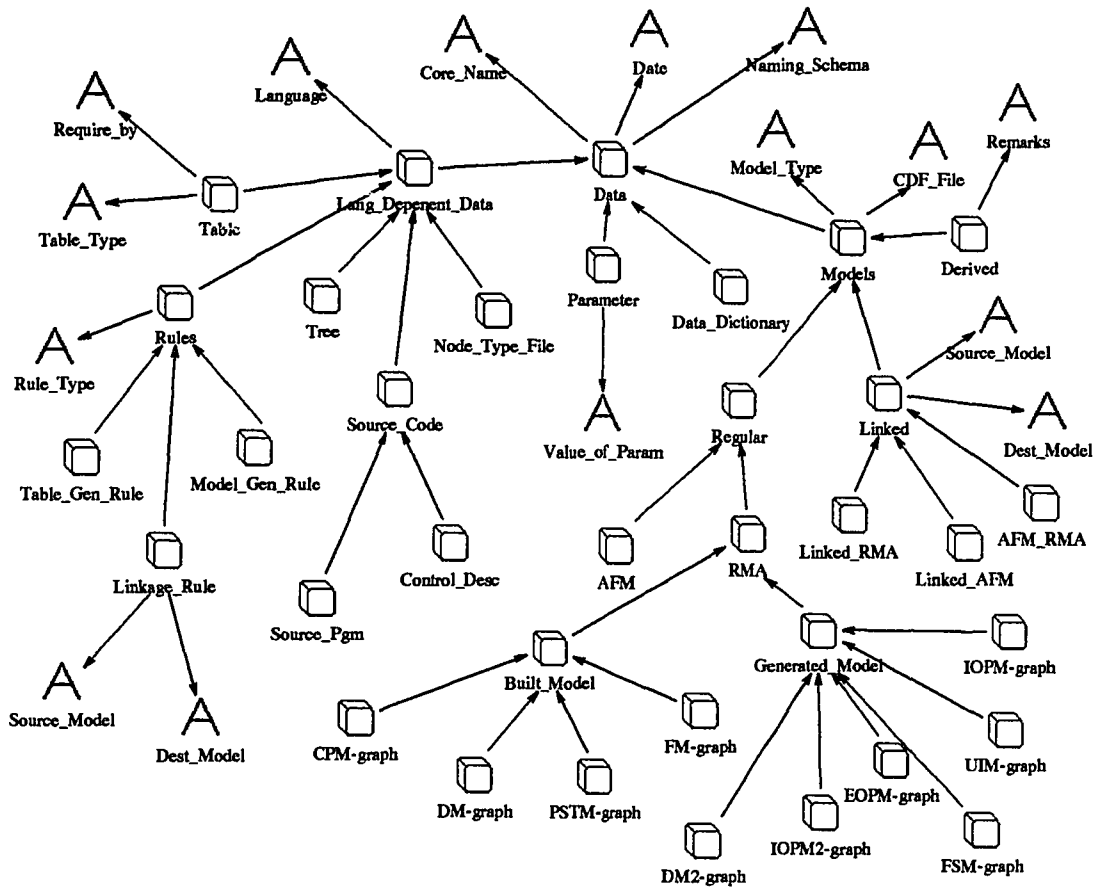 A
A
A
A
Date
Core_Name
Naming_Schema
A
Language
A
Remarks
A
Require_by
A
Model_Type
A
CDF_File
Data
Lang_Depenent_Data
A
Table_Type
Table
Models
Derived
Parameter
Tree
Data_Dictionary
Node_Type_File
Rules
A
Source_Model
A
Rule_Type
Source_Code
A
Value_of_Param
Regular
Linked
A
Dest_Model
Table_Gen_Rule
Model_Gen_Rule
AFM_RMA
Linked_RMA
Linked_AFM
Linkage_Rule
Control_Desc
AFM
RMA
Source_Pgm
Generated_Model
IOPM-graph
Built_Model
A
Source_Model
A
Dest_Model
CPM-graph
FM-graph
UIM-graph
DM-graph
PSTM-graph
EOPM-graph
IOPM2-graph
DM2-graph
FSM-graph